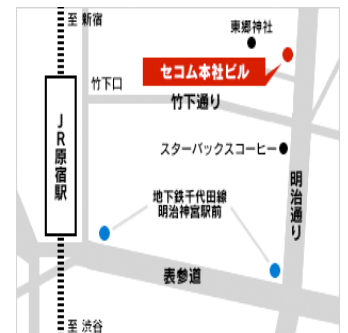 至 新宿
東郷神社
セコム本社ビル
竹下口
竹下通り
JR原宿駅
スターバックスコーヒー
明治通り
地下鉄千代田線
明治神宮駅前
表参道
至 渋谷